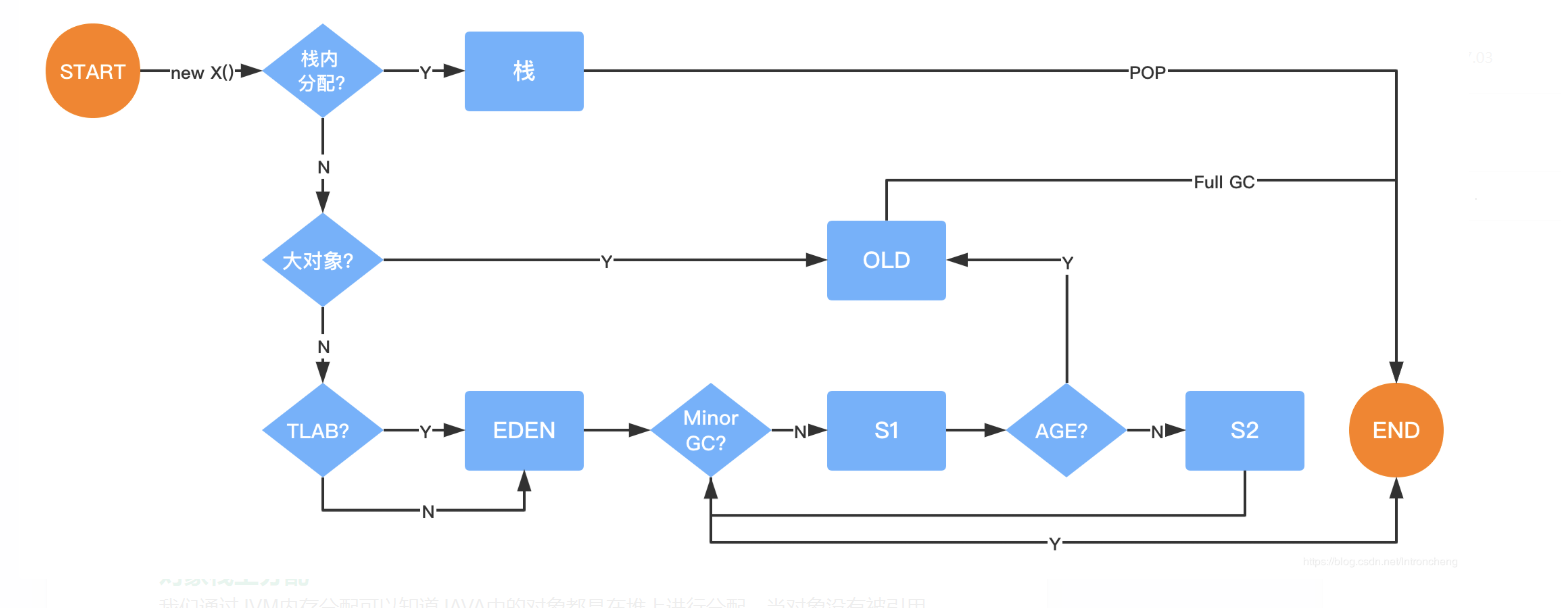 START
new X()
栈内
分配?
Y
栈
POP
N
Full GC
大对象?
Y
OLD
Y
N
TLAB?
Y
EDEN
Minor
GC?
N
S1
AGE?
N
S2
END
N
Y
https://blog.csdn.net/intronchang
我们通过JVM内存分配可以知道JAVA中的对象都是在堆上进行分配，当对象没有被引用